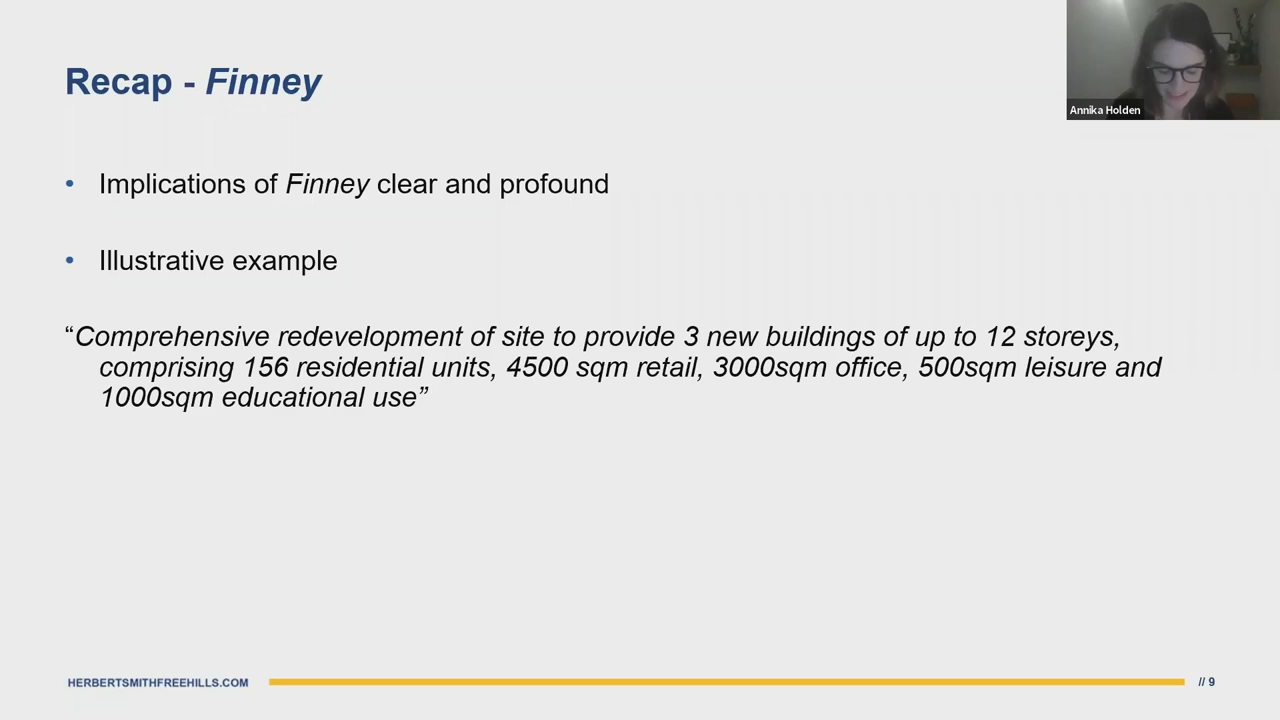 Recap - Finney
Annika Holden
• Implications of Finney clear and profound
• Illustrative example
“Comprehensive redevelopment of site to provide 3 new buildings of up to 12 storeys,
comprising 156 residential units, 4500 sqm retail, 3000sqm office, 500sqm leisure and
1000sqm educational use”
HERBERTSMITHFREEHILLS.COM
// 9